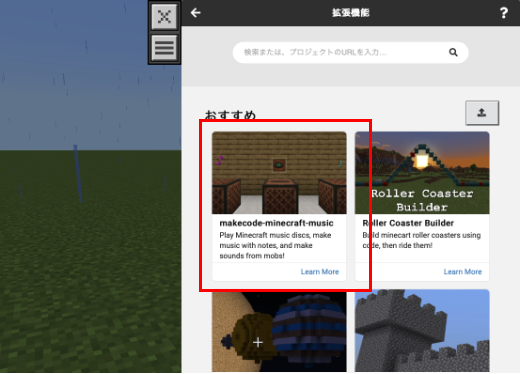 拡張機能
?
検索または、プロジェクトのURLを入力...
おすすめ
makecode-minecraft-music
Play Minecraft music discs, make
music with notes, and make
sounds from mobs!
Learn More
Roller Coaster
Builder
Roller Coaster Builder
Build minecart roller coasters using
code, then ride them!
Learn More